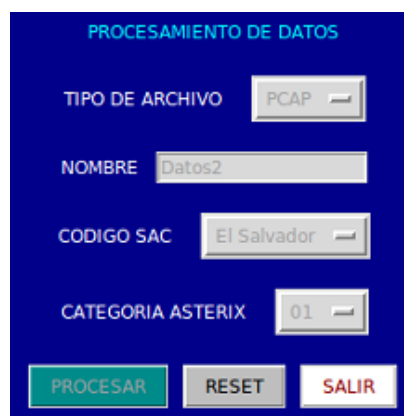 PROCESAMIENTO DE DATOS
TIPO DE ARCHIVO PCAP
NOMBRE Datos2
CODIGO SAC El Salvador
CATEGORIA ASTERIX 01
PROCESAR RESET SALIR